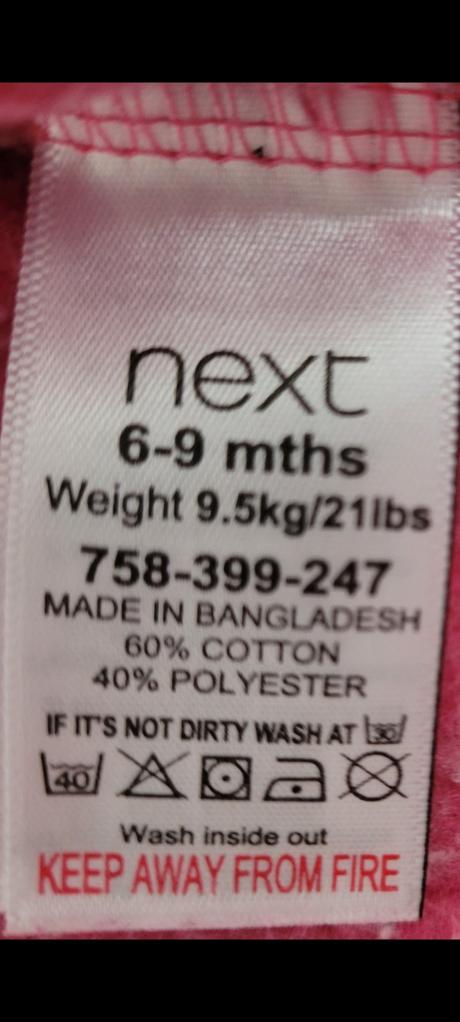 next
6-9 mths
Weight 9.5kg/21lbs
758-399-247
MADE IN BANGLADESH
60% COTTON
40% POLYESTER
IF IT'S NOT DIRTY WASH AT 30
40
Wash inside out
KEEP AWAY FROM FIRE